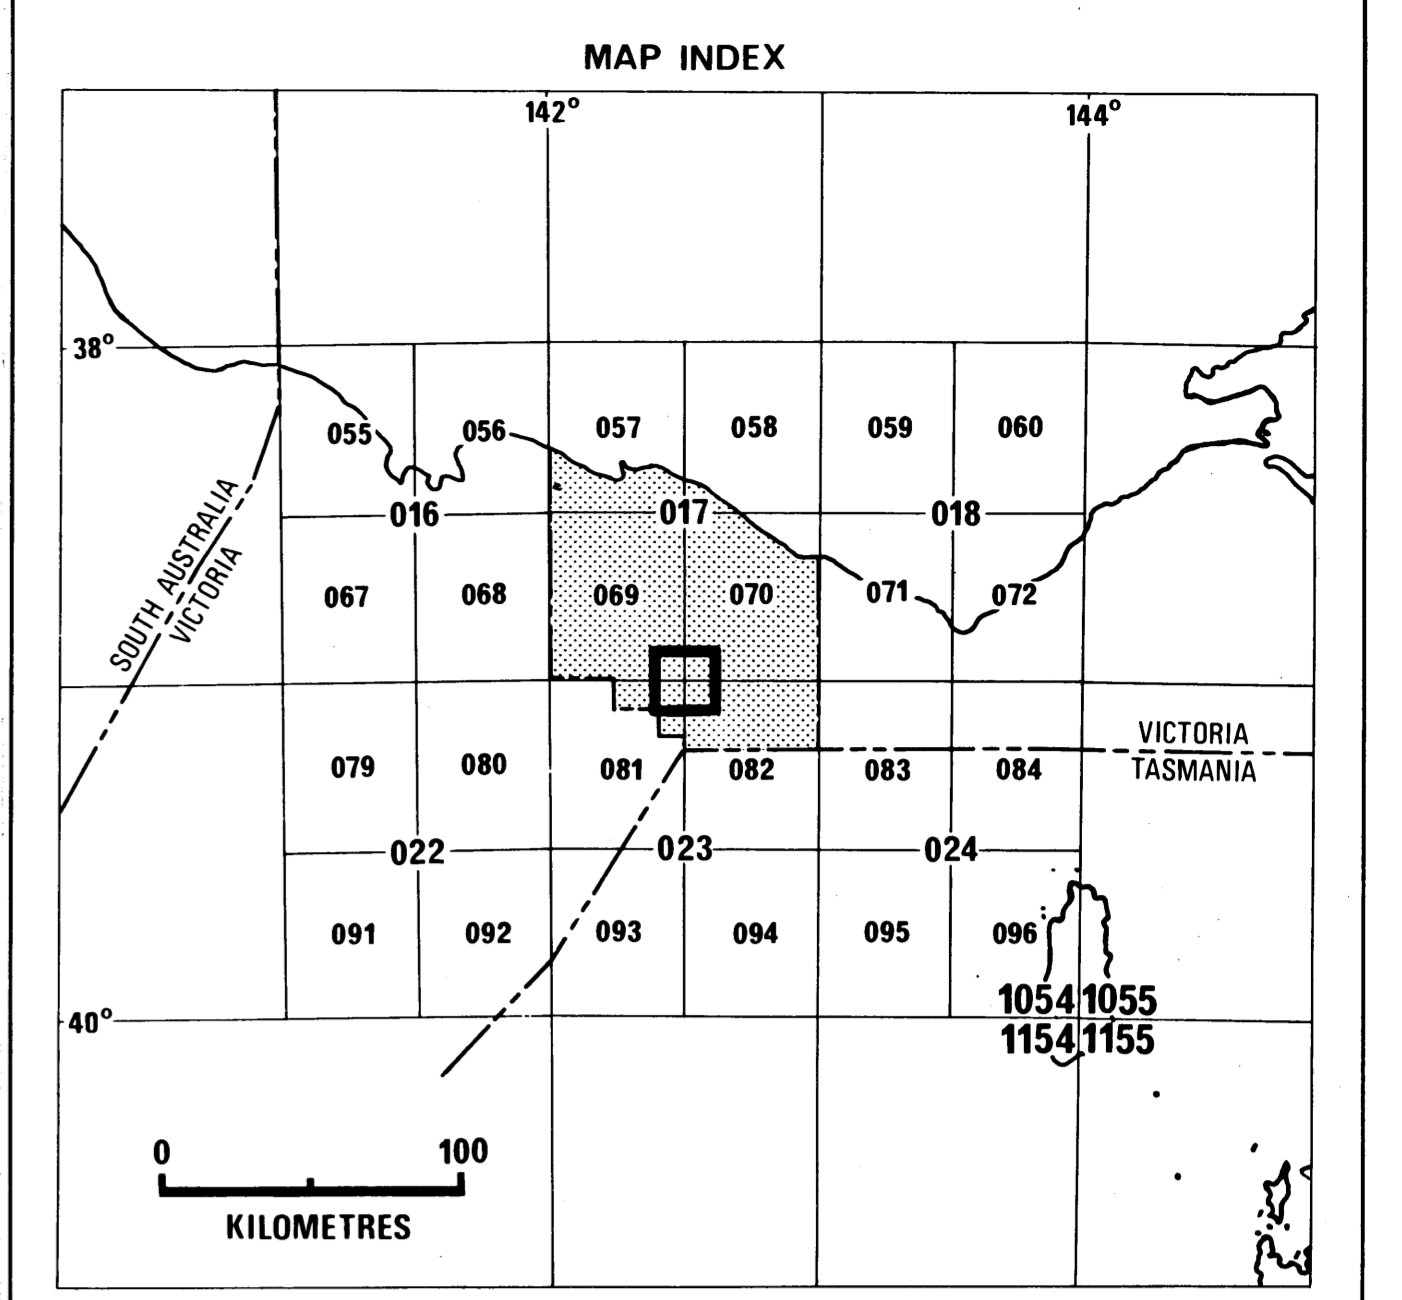 MAP INDEX
142° 144°
38°
055 056 057 058 059 060
016 017 018
SOUTH AUSTRALIA
VICTORIA
067 068 069 070 071 072
VICTORIA
TASMANIA
079 080 081 082 083 084
022 023 024
091 092 093 094 095 096
1054 1055
40°
1154 1155
0 100
KILOMETRES